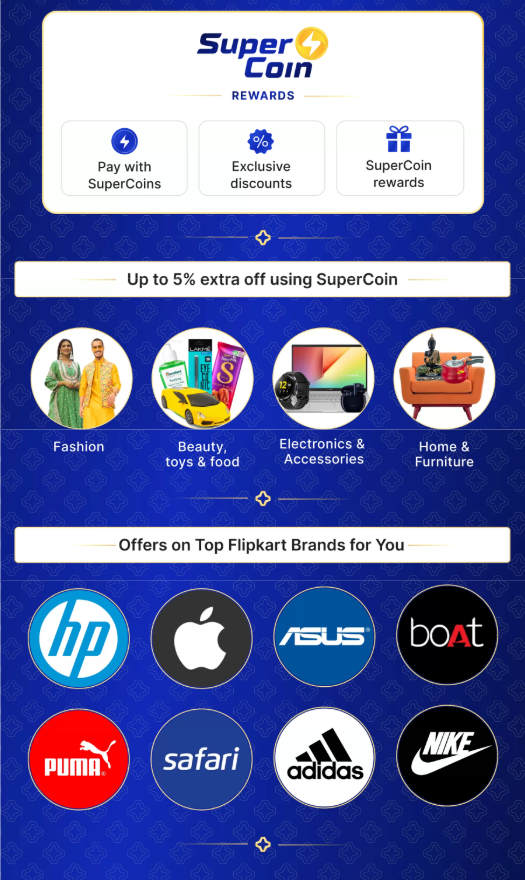 Super
Coin
REWARDS
Pay with
SuperCoins
Exclusive
discounts
SuperCoin
rewards
Up to 5% extra off using SuperCoin
LAKMÉ
Fashion
Beauty,
toys & food
Electronics &
Accessories
Home &
Furniture
Offers on Top Flipkart Brands for You
hp
ASUS
boAt
PUMA
safari
adidas
NIKE